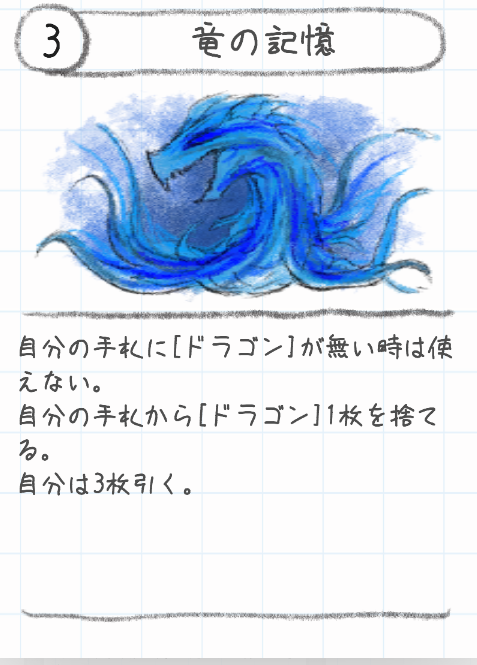 3
竜の記憶
自分の手札に[ドラゴン]が無い時は使
えない。
自分の手札から[ドラゴン]1枚を捨て
る。
自分は3枚引く。